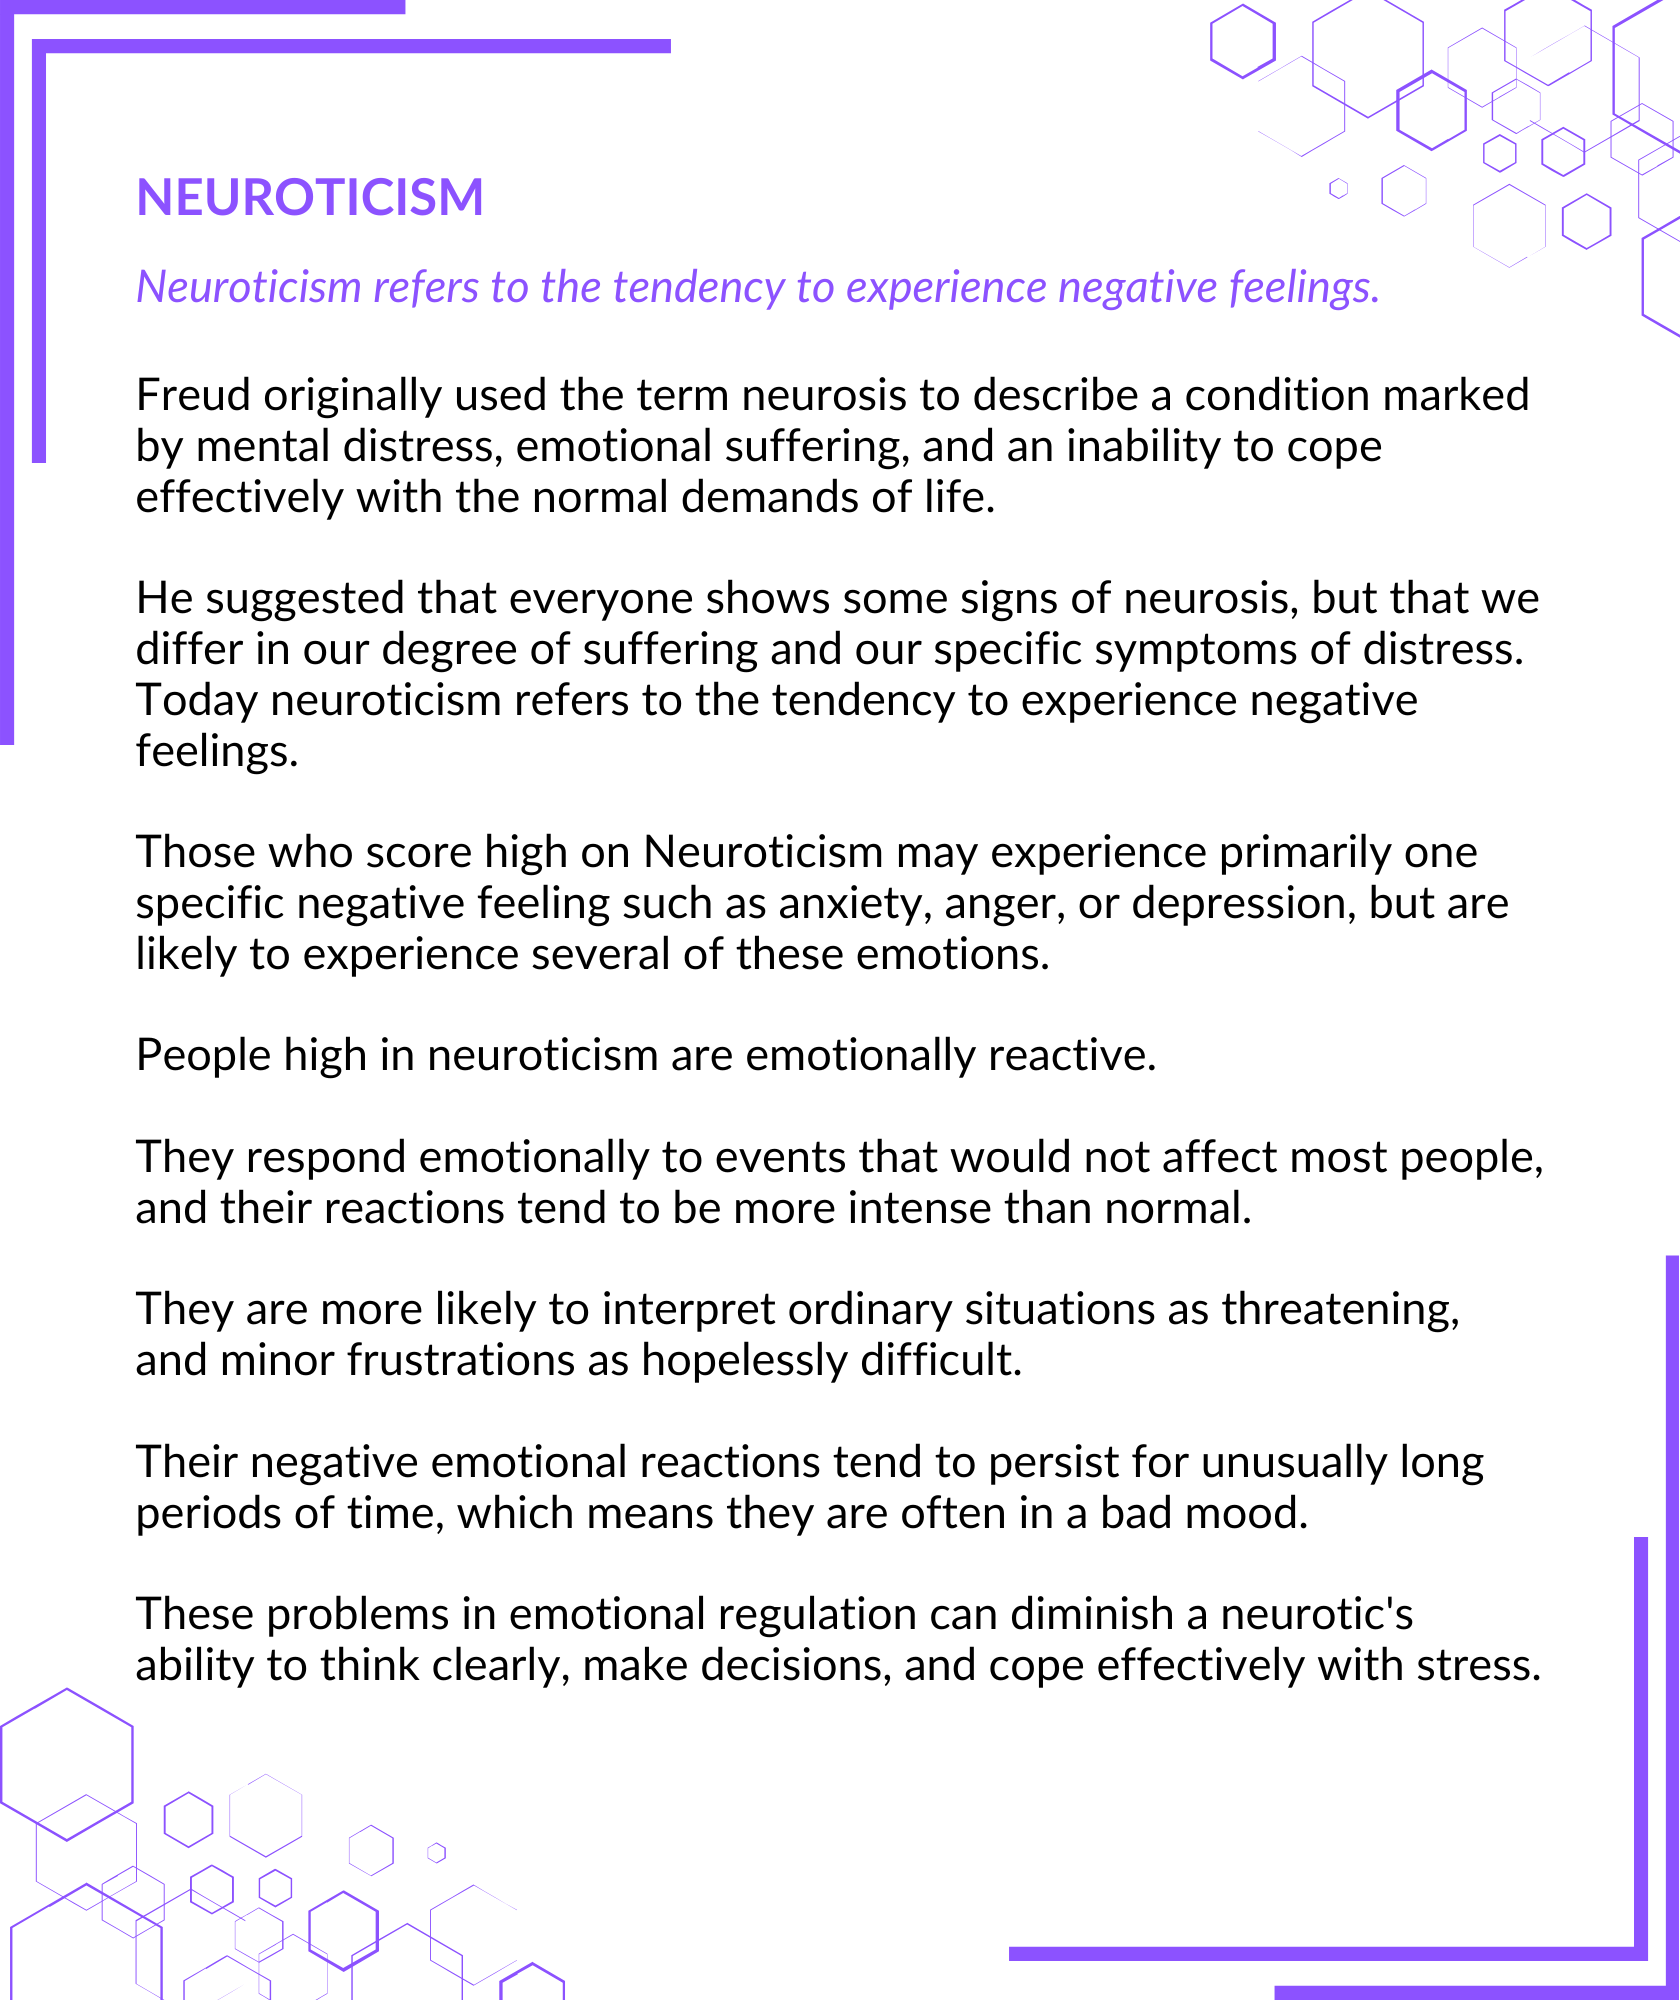 NEUROTICISM
Neuroticism refers to the tendency to experience negative feelings.
Freud originally used the term neurosis to describe a condition marked
by mental distress, emotional suffering, and an inability to cope
effectively with the normal demands of life.
He suggested that everyone shows some signs of neurosis, but that we
differ in our degree of suffering and our specific symptoms of distress.
Today neuroticism refers to the tendency to experience negative
feelings.
Those who score high on Neuroticism may experience primarily one
specific negative feeling such as anxiety, anger, or depression, but are
likely to experience several of these emotions.
People high in neuroticism are emotionally reactive.
They respond emotionally to events that would not affect most people,
and their reactions tend to be more intense than normal.
They are more likely to interpret ordinary situations as threatening,
and minor frustrations as hopelessly difficult.
Their negative emotional reactions tend to persist for unusually long
periods of time, which means they are often in a bad mood.
These problems in emotional regulation can diminish a neurotic's
ability to think clearly, make decisions, and cope effectively with stress.